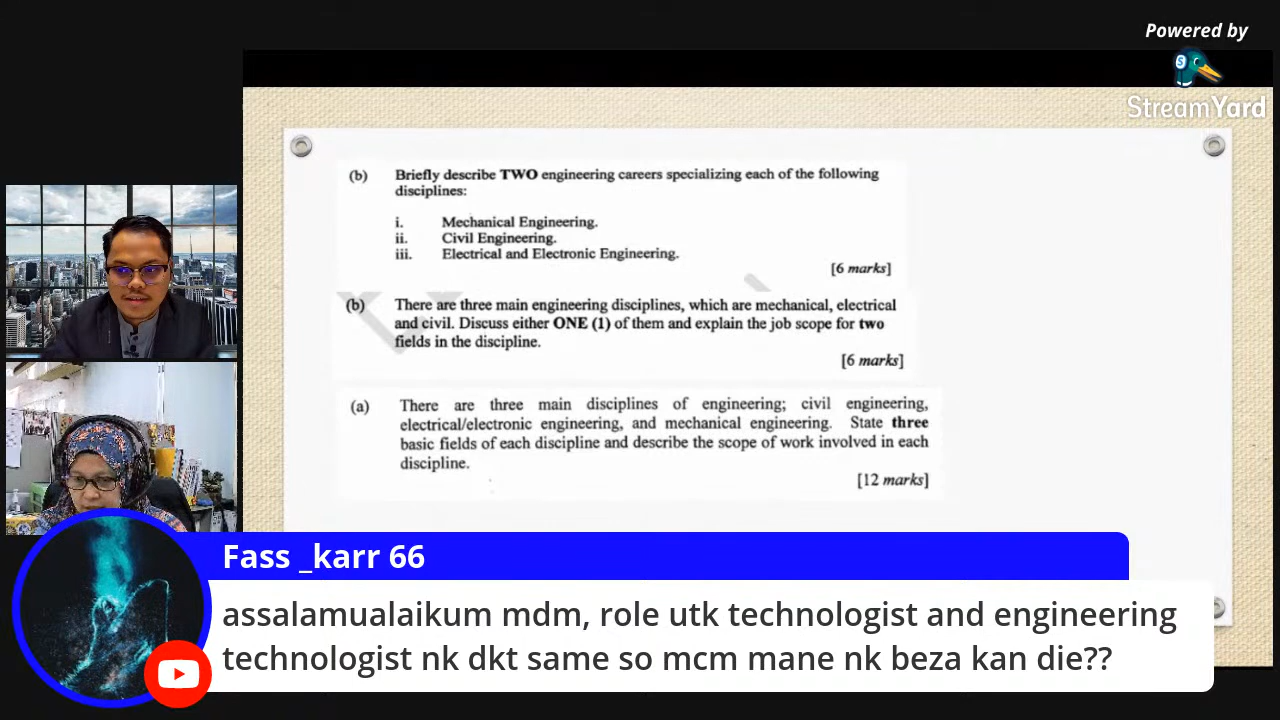 Powered by
StreamYard
(b) Briefly describe TWO engineering careers specializing each of the following
disciplines:
i. Mechanical Engineering.
ii. Civil Engineering.
iii. Electrical and Electronic Engineering.
[6 marks]
(b) There are three main engineering disciplines, which are mechanical, electrical
and civil. Discuss either ONE (1) of them and explain the job scope for two
fields in the discipline.
[6 marks]
(a) There are three main disciplines of engineering; civil engineering,
electrical/electronic engineering, and mechanical engineering. State three
basic fields of each discipline and describe the scope of work involved in each
discipline.
[12 marks]
Fass _karr 66
assalamualaikum mdm, role utk technologist and engineering
technologist nk dkt same so mcm mane nk beza kan die??